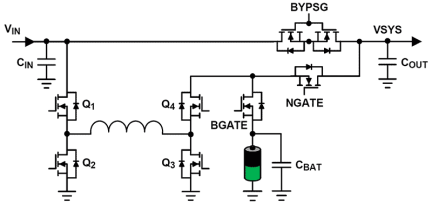 BYPSG
VIN
VSYS
CIN
COUT
NGATE
Q1
Q4
BGATE
Q2
Q3
CBAT